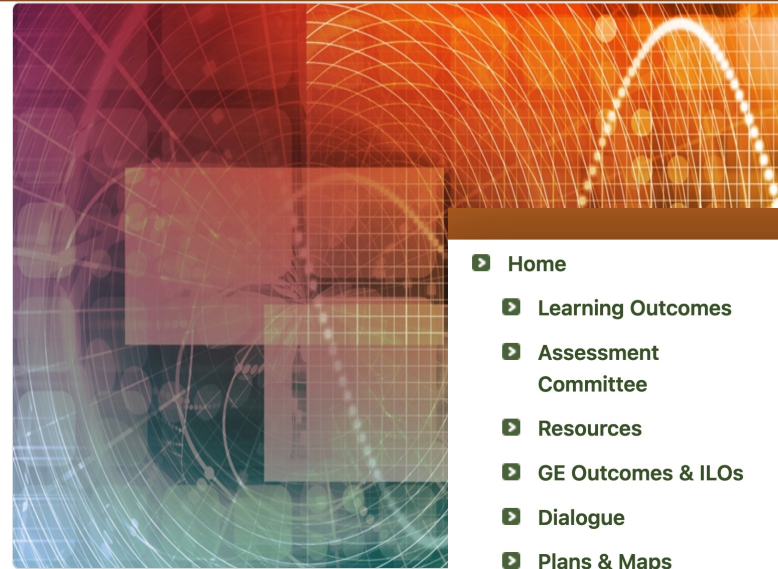 Home
Learning Outcomes
Assessment
Committee
Resources
GE Outcomes & ILOs
Dialogue
Plans & Maps